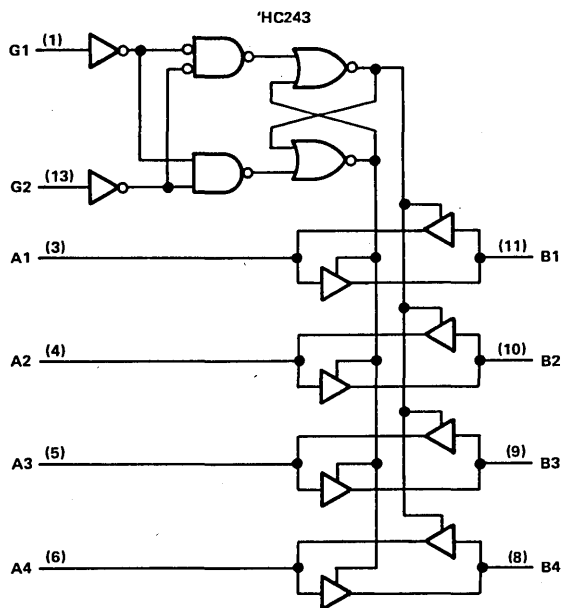 'HC243
G1 (1)
G2 (13)
A1 (3) (11) B1
A2 (4) (10) B2
A3 (5) (9) B3
A4 (6) (8) B4